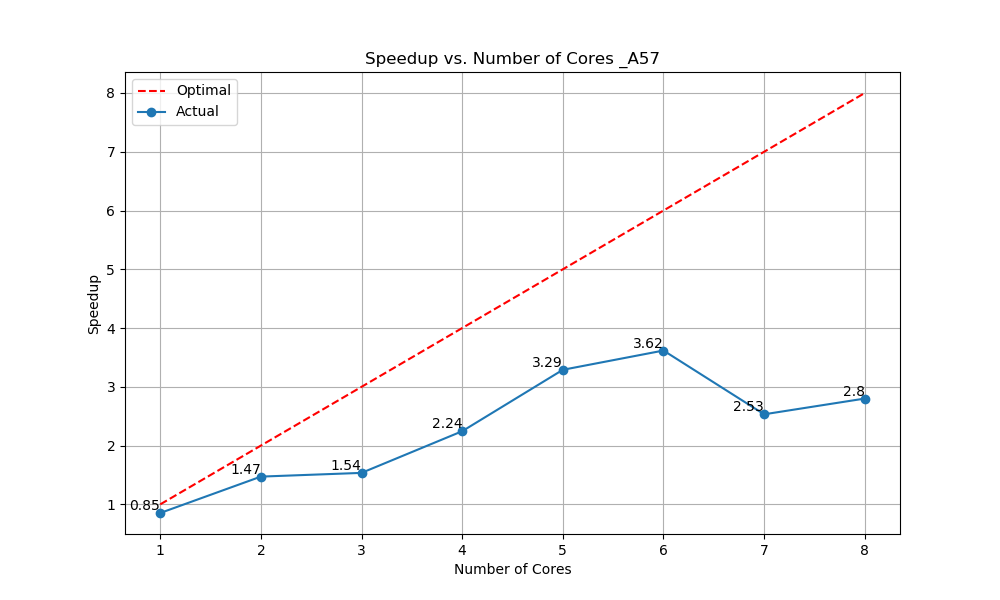 Speedup vs. Number of Cores _A57
Optimal
Actual
8
7
6
5
4
3
2
1
Speedup
0.85
1.47
1.54
2.24
3.29
3.62
2.53
2.8
1 2 3 4 5 6 7 8
Number of Cores